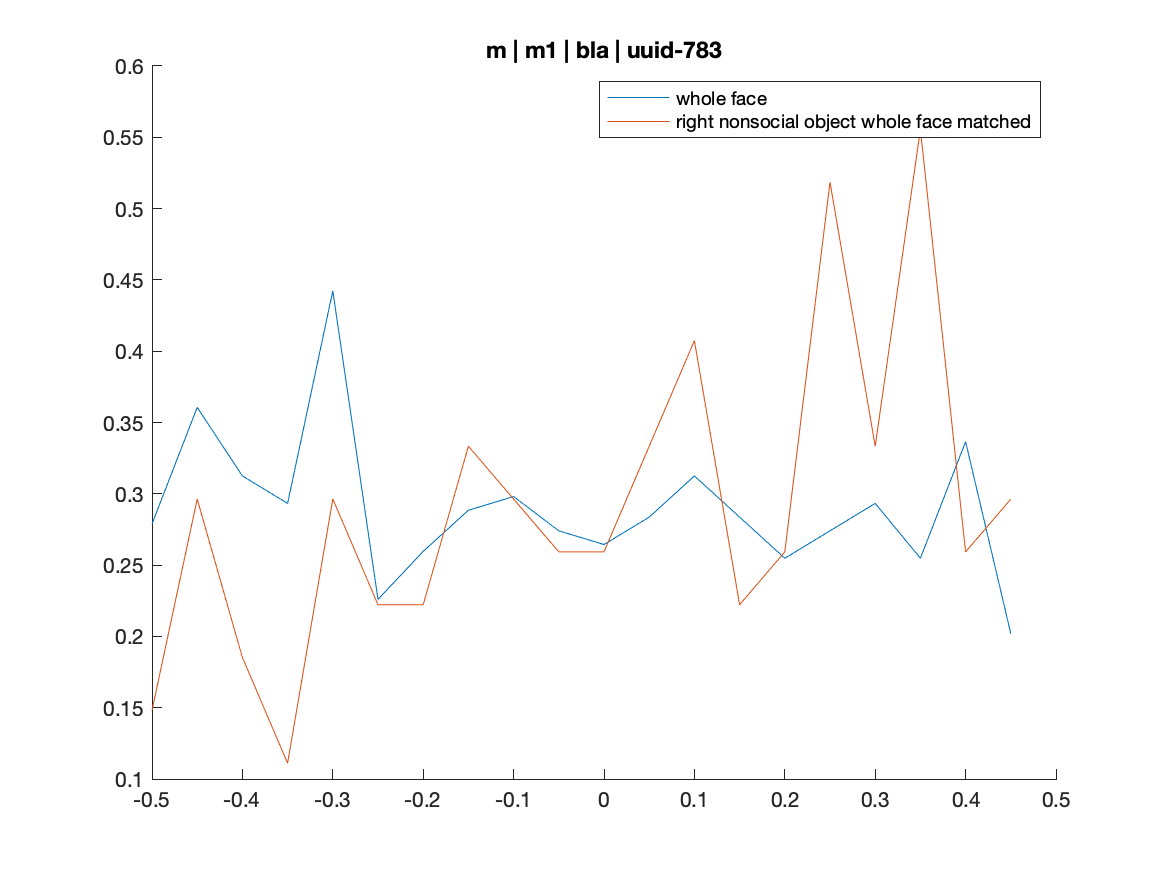 m | m1 | bla | uuid-783
0.6
whole face
right nonsocial object whole face matched
0.55
0.5
0.45
0.4
0.35
0.3
0.25
0.2
0.15
0.1
-0.5 -0.4 -0.3 -0.2 -0.1 0 0.1 0.2 0.3 0.4 0.5